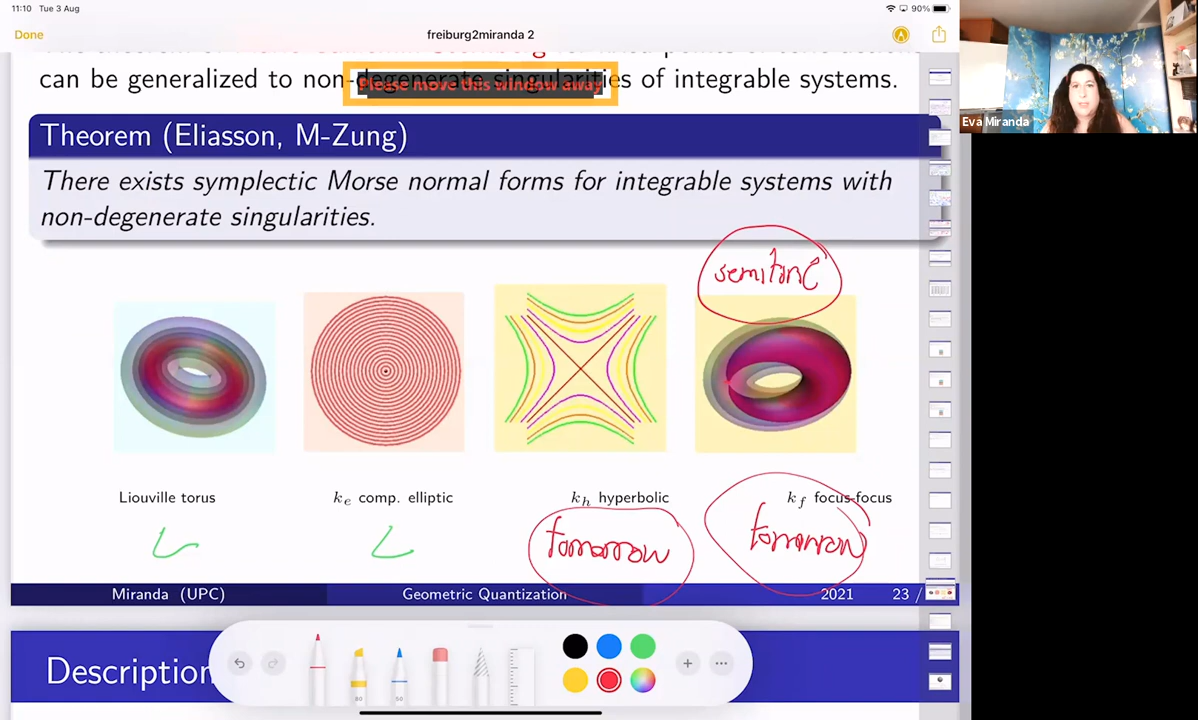 11:10 Tue 3 Aug
90%
Done
freiburg2miranda 2
can be generalized to non-degenerate singularities of integrable systems.
Please move this window away
Theorem (Eliasson, M-Zung)
There exists symplectic Morse normal forms for integrable systems with
non-degenerate singularities.
semitoric
Liouville torus
k_e comp. elliptic
k_h hyperbolic
k_f focus-focus
tomorrow
tomorrow
Miranda (UPC)
Geometric Quantization
2021
23 /
Description
80
50
Eva Miranda